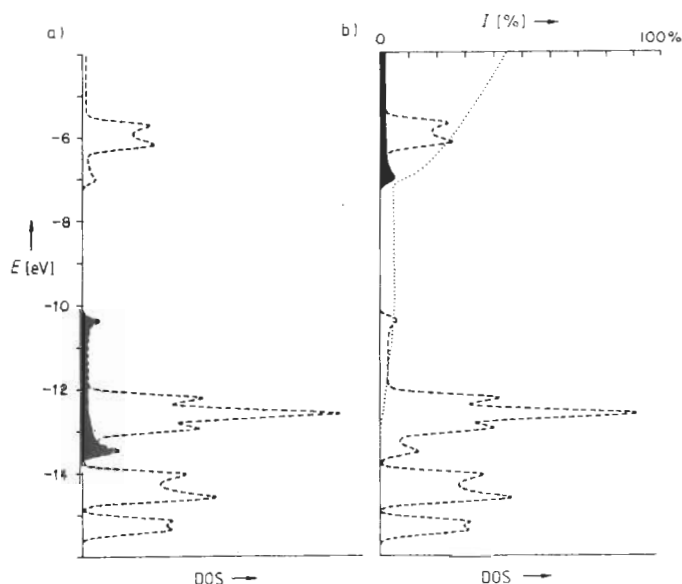 a)
b)
I [%] →
0
100%
-6
-8
E [eV]
-10
-12
-14
DOS →
DOS →